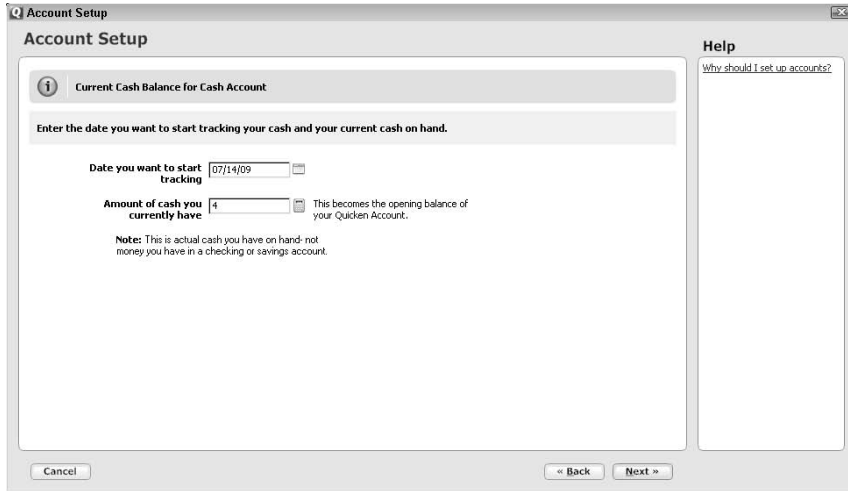 Account Setup
Account Setup
Current Cash Balance for Cash Account
Enter the date you want to start tracking your cash and your current cash on hand.
Date you want to start
tracking
07/14/09
Amount of cash you
currently have
4
This becomes the opening balance of
your Quicken Account.
Note: This is actual cash you have on hand- not
money you have in a checking or savings account.
Cancel
« Back
Next »
Help
Why should I set up accounts?